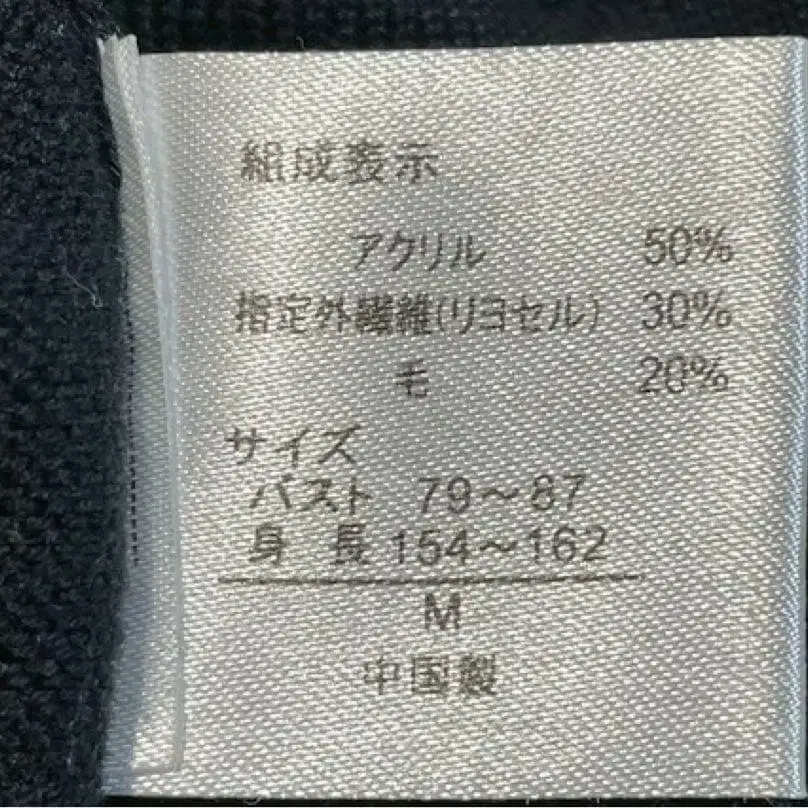 組成表示
アクリル 50%
指定外繊維(リヨセル) 30%
毛 20%
サイズ
バスト 79～87
身 長 154～162
M
中国製